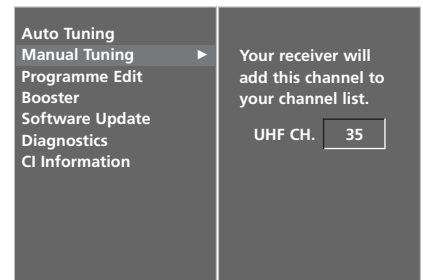 Auto Tuning
Manual Tuning ►
Programme Edit
Booster
Software Update
Diagnostics
CI Information
Your receiver will
add this channel to
your channel list.
UHF CH. 35